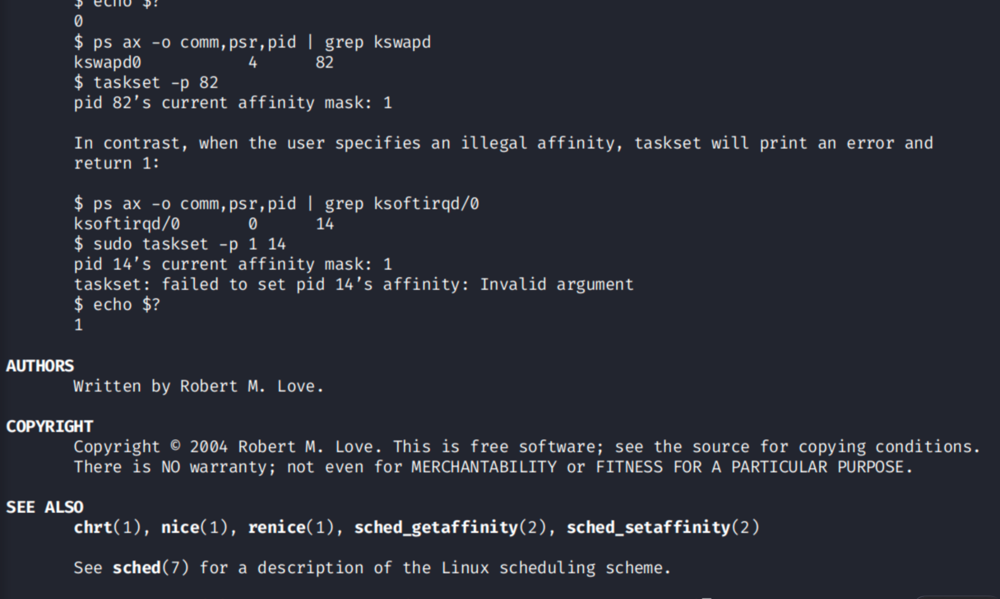 $ echo $?
0
$ ps ax -o comm,psr,pid | grep kswapd
kswapd0           4      82
$ taskset -p 82
pid 82’s current affinity mask: 1
In contrast, when the user specifies an illegal affinity, taskset will print an error and
return 1:
$ ps ax -o comm,psr,pid | grep ksoftirqd/0
ksoftirqd/0       0      14
$ sudo taskset -p 1 14
pid 14’s current affinity mask: 1
taskset: failed to set pid 14’s affinity: Invalid argument
$ echo $?
1
AUTHORS
Written by Robert M. Love.
COPYRIGHT
Copyright © 2004 Robert M. Love. This is free software; see the source for copying conditions.
There is NO warranty; not even for MERCHANTABILITY or FITNESS FOR A PARTICULAR PURPOSE.
SEE ALSO
chrt(1), nice(1), renice(1), sched_getaffinity(2), sched_setaffinity(2)
See sched(7) for a description of the Linux scheduling scheme.